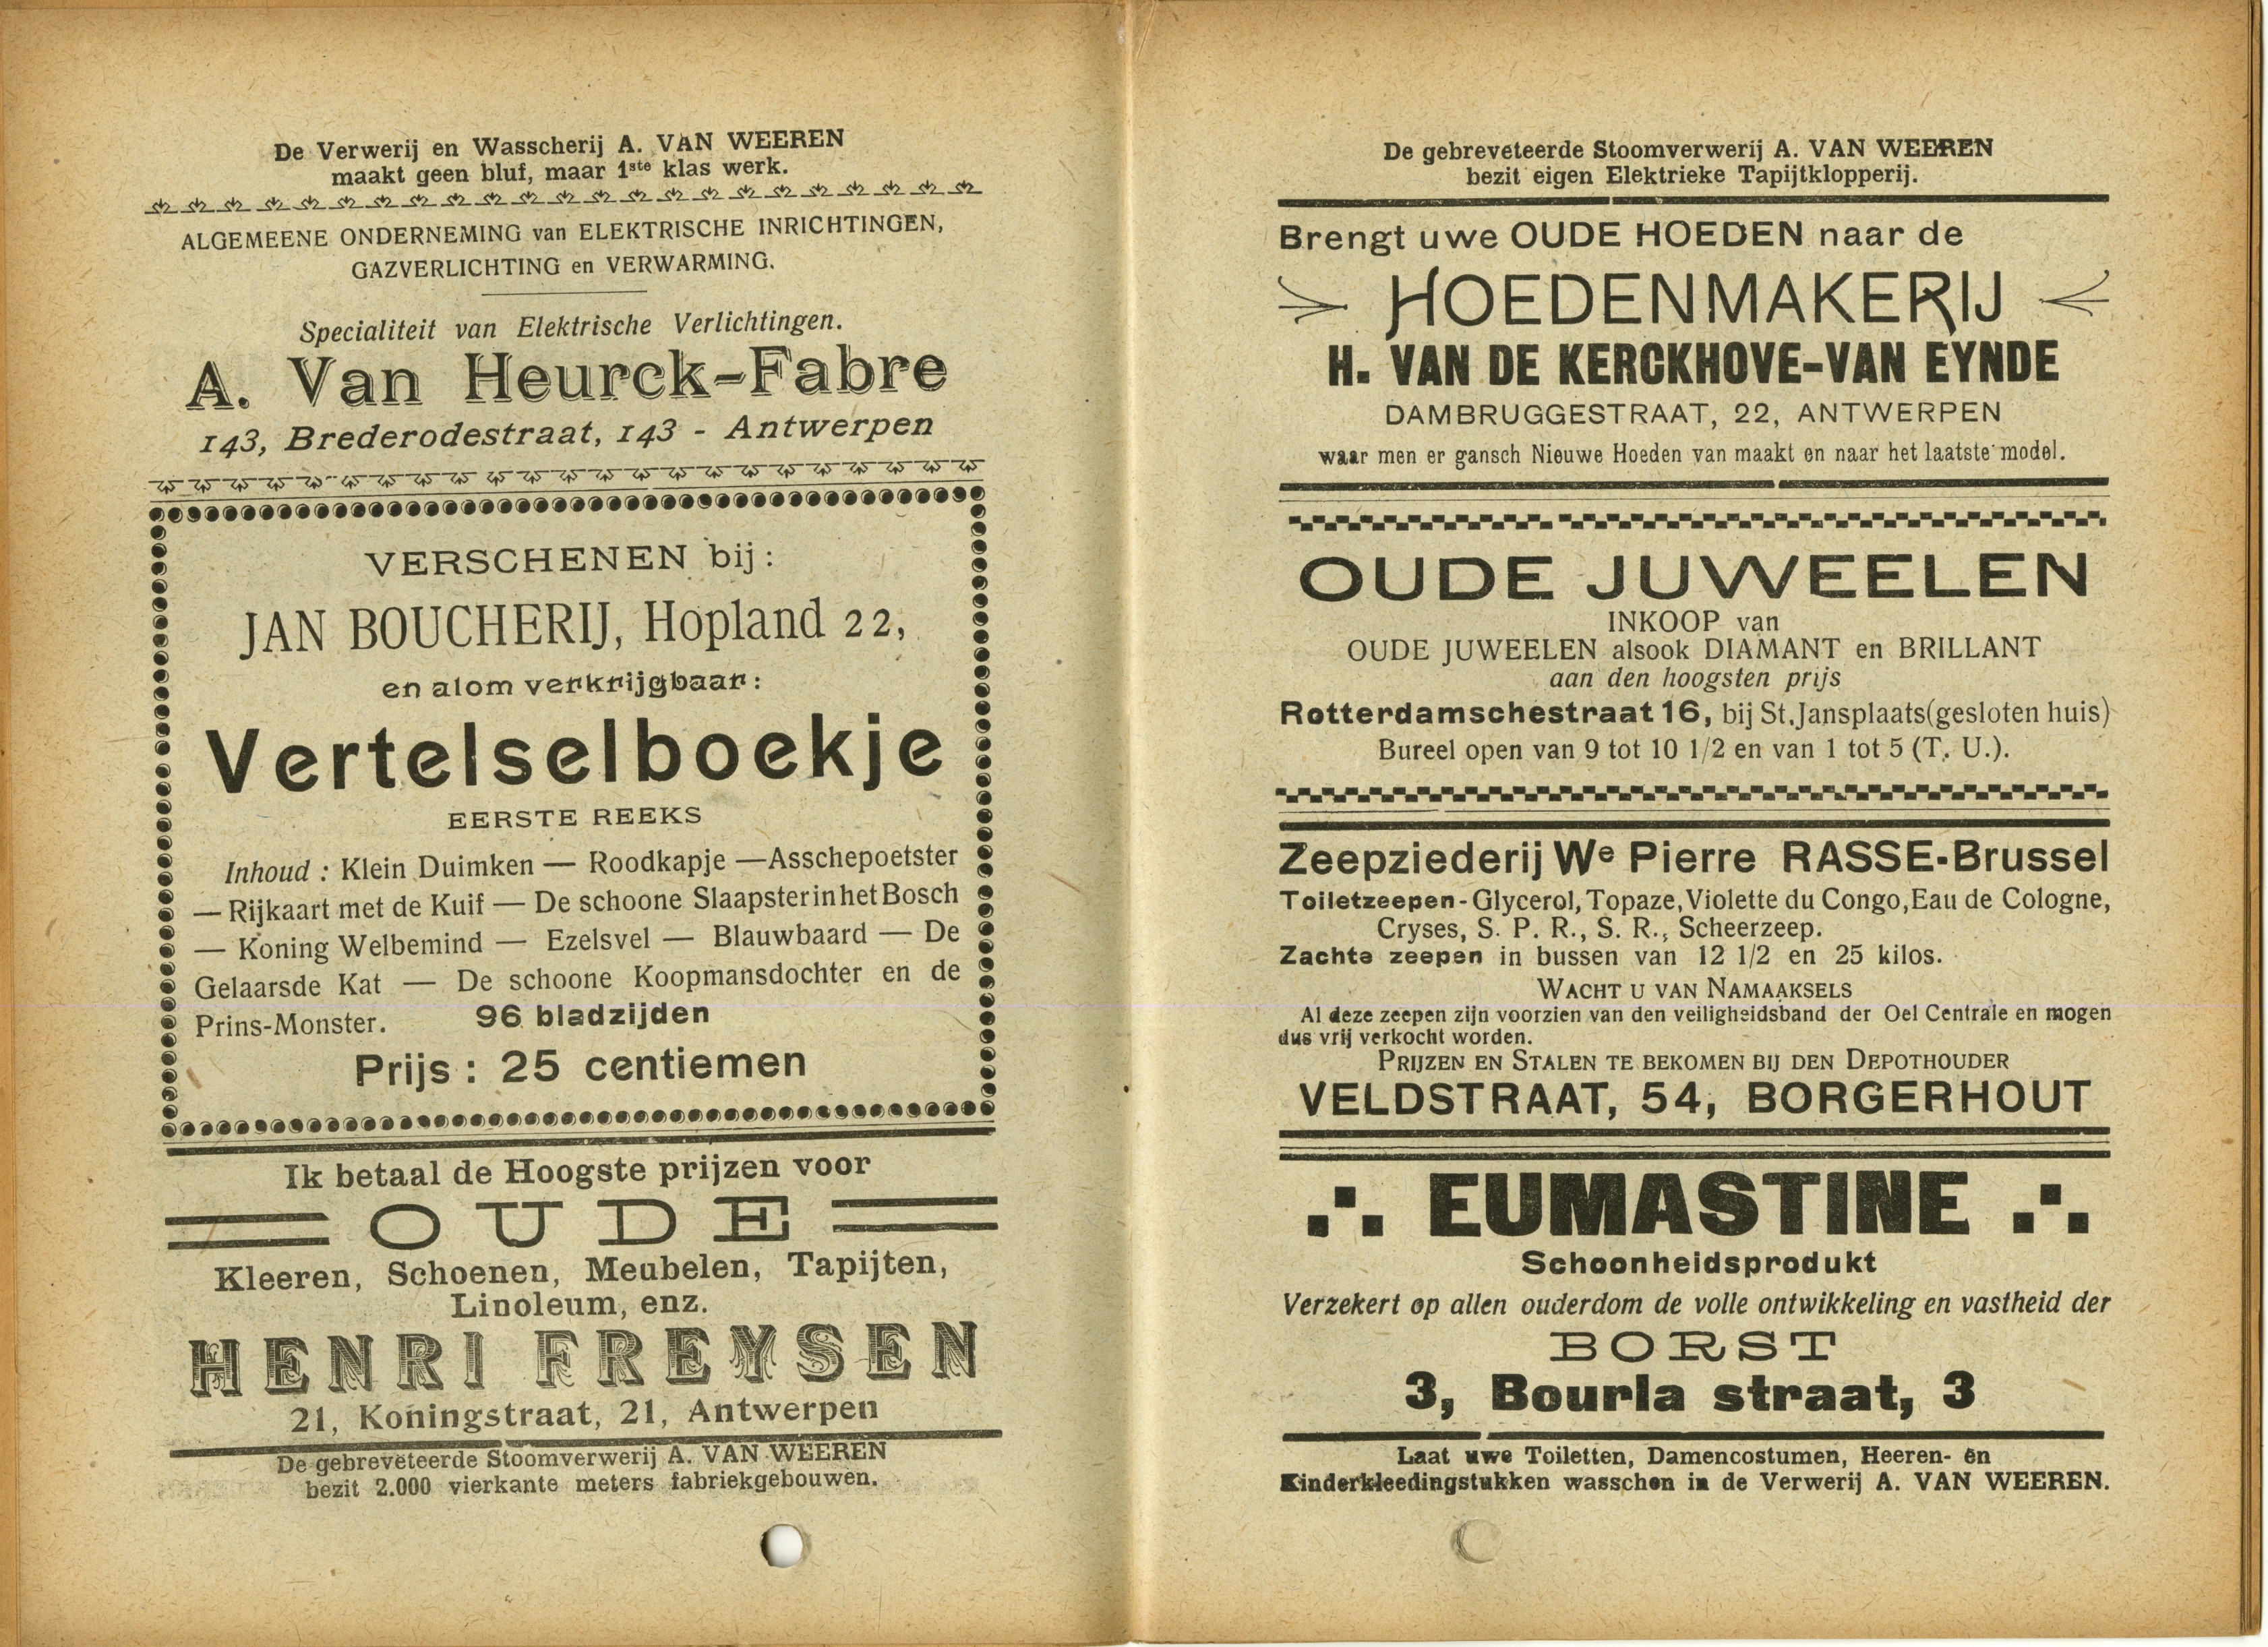 De Verwerij en Wasscherij A. VAN WEEREN
maakt geen bluf, maar 1ste klas werk.
ALGEMEENE ONDERNEMING van ELEKTRISCHE INRICHTINGEN,
GAZVERLICHTING en VERWARMING.
Specialiteit van Elektrische Verlichtingen.
A. Van Heurck-Fabre
143, Brederodestraat, 143 - Antwerpen
VERSCHENEN bij:
JAN BOUCHERIJ, Hopland 22,
en alom verkrijgbaar:
Vertelselboekje
EERSTE REEKS
Inhoud : Klein Duimken — Roodkapje —Asschepoetster
— Rijkaart met de Kuif — De schoone Slaapster in het Bosch
— Koning Welbemind — Ezelsvel — Blauwbaard — De
Gelaarsde Kat — De schoone Koopmansdochter en de
Prins-Monster. 96 bladzijden
Prijs : 25 centiemen
Ik betaal de Hoogste prijzen voor
OUDE
Kleeren, Schoenen, Meubelen, Tapijten,
Linoleum, enz.
HENRI FREYSEN
21, Koningstraat, 21, Antwerpen
De gebreveteerde Stoomverwerij A. VAN WEEREN
bezit 2.000 vierkante meters fabriekgebouwen.
De gebreveteerde Stoomverwerij A. VAN WEEREN
bezit eigen Elektrieke Tapijtklopperij.
Brengt uwe OUDE HOEDEN naar de
HOEDENMAKERIJ
H. VAN DE KERCKHOVE-VAN EYNDE
DAMBRUGGESTRAAT, 22, ANTWERPEN
waar men er gansch Nieuwe Hoeden van maakt en naar het laatste model.
OUDE JUWEELEN
INKOOP van
OUDE JUWEELEN alsook DIAMANT en BRILLANT
aan den hoogsten prijs
Rotterdamschestraat 16, bij St.Jansplaats (gesloten huis)
Bureel open van 9 tot 10 1/2 en van 1 tot 5 (T. U.).
Zeepziederij We Pierre RASSE-Brussel
Toiletzeepen - Glycerol, Topaze, Violette du Congo, Eau de Cologne,
Cryses, S. P. R., S. R., Scheerzeep.
Zachte zeepen in bussen van 12 1/2 en 25 kilos.
WACHT U VAN NAMAAKSELS
Al deze zeepen zijn voorzien van den veiligheidsband der Oel Centrale en mogen
dus vrij verkocht worden.
PRIJZEN EN STALEN TE BEKOMEN BIJ DEN DEPOTHOUDER
VELDSTRAAT, 54, BORGERHOUT
EUMASTINE
Schoonheidsprodukt
Verzekert op allen ouderdom de volle ontwikkeling en vastheid der
BORST
3, Bourla straat, 3
Laat uwe Toiletten, Damencostumen, Heeren- en
Kinderkleedingstukken wasschen in de Verwerij A. VAN WEEREN.